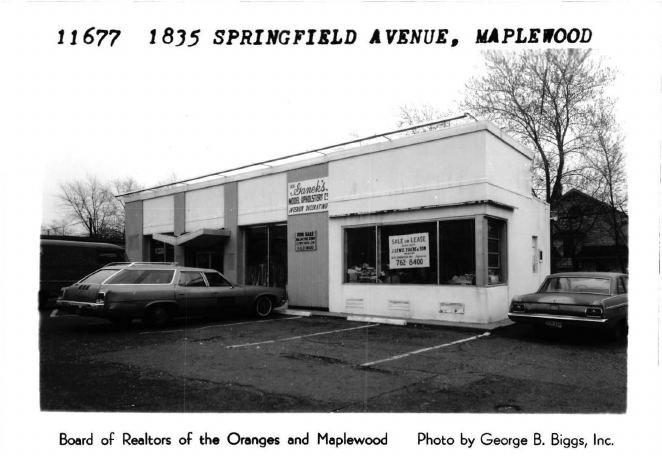 11677 1835 SPRINGFIELD AVENUE, MAPLEWOOD
Ganek's
MODEL UPHOLSTERY CO
INTERIOR DECORATING
FOR SALE
SALE OR LEASE
762-8400
Board of Realtors of the Oranges and Maplewood Photo by George B. Biggs, Inc.